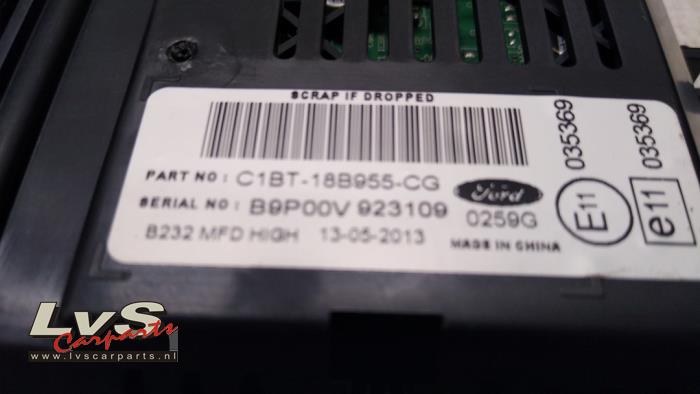 SCRAP IF DROPPED
PART NO : C1BT-18B955-CG
Ford
SERIAL NO : B9P00V 923109
0259G
B232 MFD HIGH 13-05-2013
MADE IN CHINA
E11
035369
e11
035369
LvS
Carparts
www.lvscarparts.nl